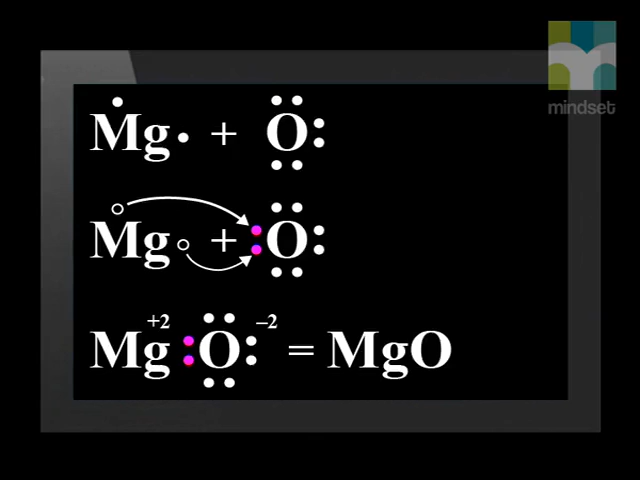 mindset
Mg + O
Mg + O
Mg +2 O –2 = MgO